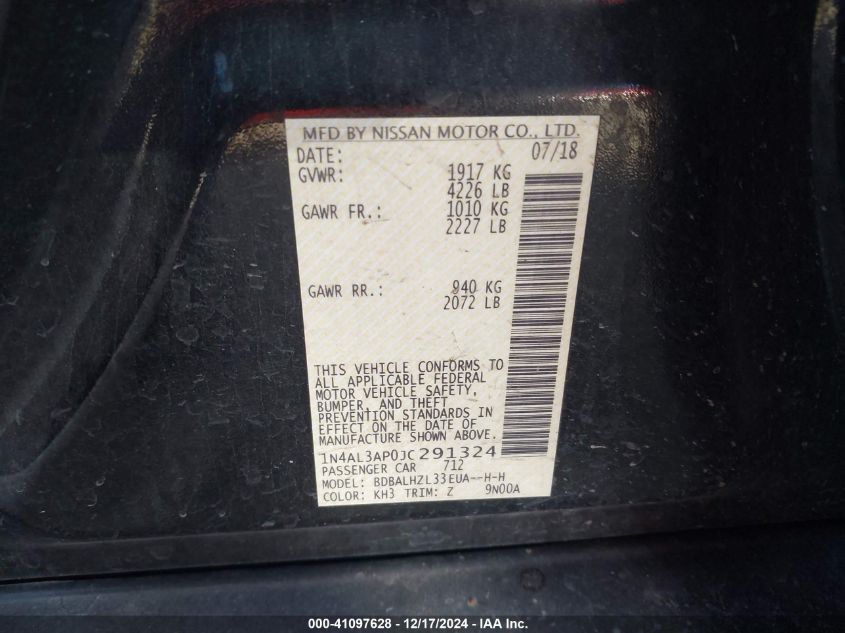 MFD BY NISSAN MOTOR CO., LTD.
DATE: 07/18
GVWR: 1917 KG
4226 LB
GAWR FR.: 1010 KG
2227 LB
GAWR RR.: 940 KG
2072 LB
THIS VEHICLE CONFORMS TO
ALL APPLICABLE FEDERAL
MOTOR VEHICLE SAFETY,
BUMPER, AND THEFT
PREVENTION STANDARDS IN
EFFECT ON THE DATE OF
MANUFACTURE SHOWN ABOVE.
1N4AL3AP0JC291324
PASSENGER CAR 712
MODEL: BDBALHZL33EUA--H-H
COLOR: KH3 TRIM: Z 9N00A
000-41097628 - 12/17/2024 - IAA Inc.